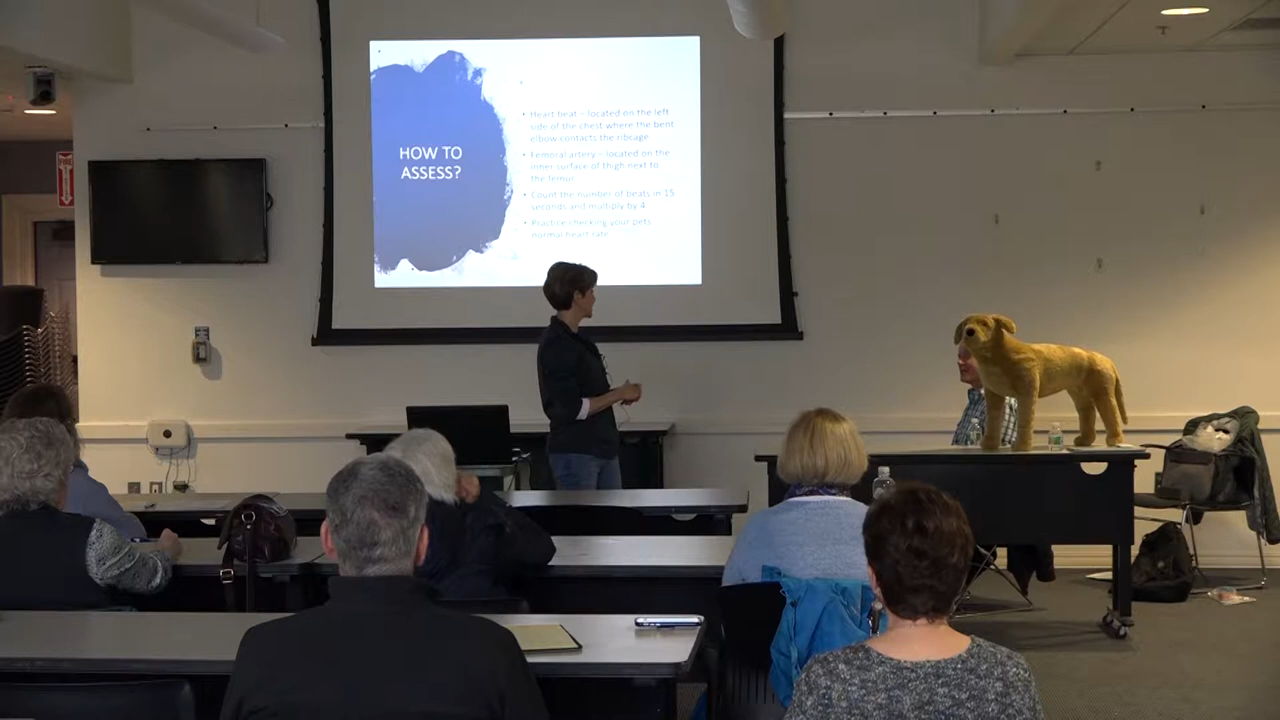 HOW TO
ASSESS?
• Heart beat – located on the left
side of the chest where the bent
elbow contacts the ribcage
• Femoral artery – located on the
inner surface of thigh next to
the femur
• Count the number of beats in 15
seconds and multiply by 4
• Practice checking your pets
normal heart rate
FIRE